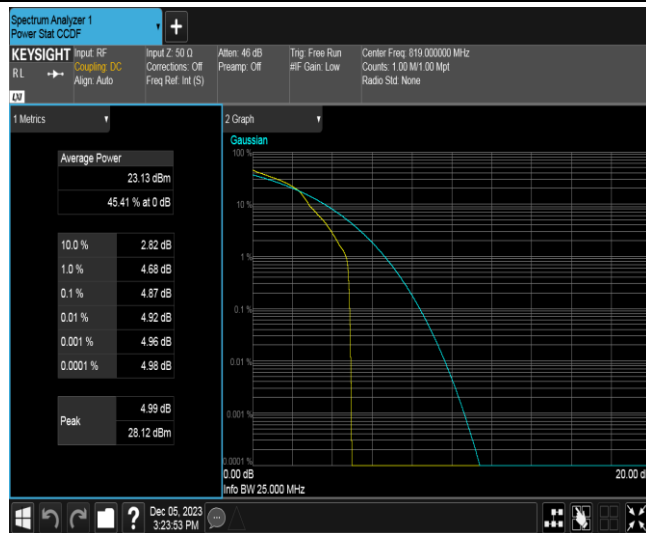 Spectrum Analyzer 1
Power Stat CCDF
+
KEYSIGHT
RL
Input: RF
Coupling: DC
Align: Auto
Input Z: 50 Ω
Corrections: Off
Freq Ref: Int (S)
Atten: 46 dB
Preamp: Off
Trig: Free Run
#IF Gain: Low
Center Freq: 819.000000 MHz
Counts: 1.00 M/1.00 Mpt
Radio Std: None
1 Metrics
Average Power
23.13 dBm
45.41 % at 0 dB
10.0 % 2.82 dB
1.0 % 4.68 dB
0.1 % 4.87 dB
0.01 % 4.92 dB
0.001 % 4.96 dB
0.0001 % 4.98 dB
Peak
4.99 dB
28.12 dBm
2 Graph
Gaussian
100 %
10 %
1 %
0.1 %
0.01 %
0.001 %
0.0001 %
0.00 dB
20.00 d
Info BW 25.000 MHz
?
Dec 05, 2023
3:23:53 PM